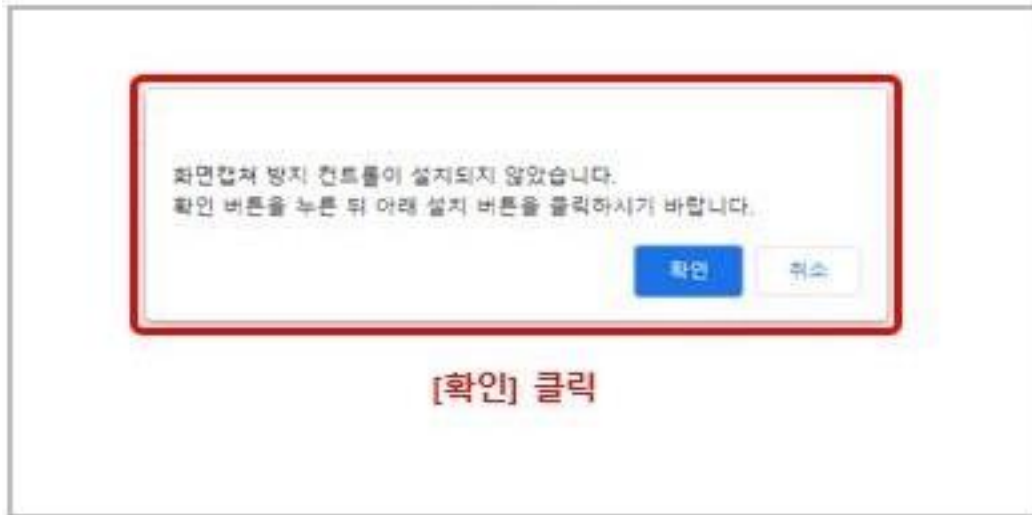 화면캡쳐 방지 컨트롤이 설치되지 않았습니다.
확인 버튼을 누른 뒤 아래 설치 버튼을 클릭하시기 바랍니다.
확인 취소
[확인] 클릭